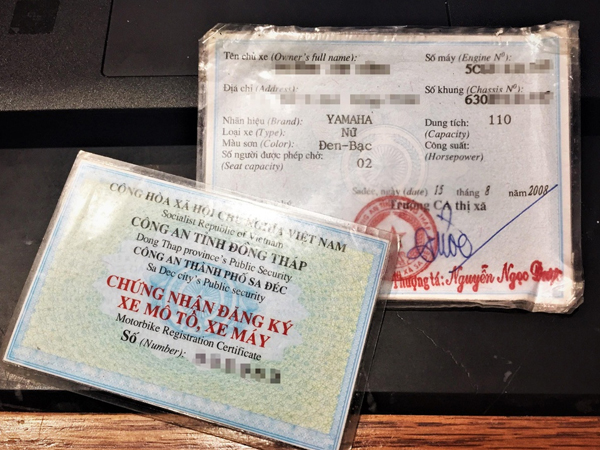 Tên chủ xe (Owner's full name):
Địa chỉ (Address):
Nhãn hiệu (Brand): YAMAHA
Loại xe (Type): Nữ
Màu sơn (Color): Đen-Bạc
Số người được phép chở: 02
(Seat capacity)
Số máy (Engine Nº):
5C
Số khung (Chassis Nº):
630
Dung tích: 110
(Capacity)
Công suất:
(Horsepower)
Sađéc, ngày (date) 15 tháng 8 năm 2008
Trưởng CA thị xã
Thượng tá: Nguyễn Ngọc
CỘNG HÒA XÃ HỘI CHỦ NGHĨA VIỆT NAM
Socialist Republic of Vietnam
CÔNG AN TỈNH ĐỒNG THÁP
Dong Thap province's Public Security
CÔNG AN THÀNH PHỐ SA ĐÉC
Sa Dec city's Public security
CHỨNG NHẬN ĐĂNG KÝ
XE MÔ TÔ, XE MÁY
Motorbike Registration Certificate
Số (Number):